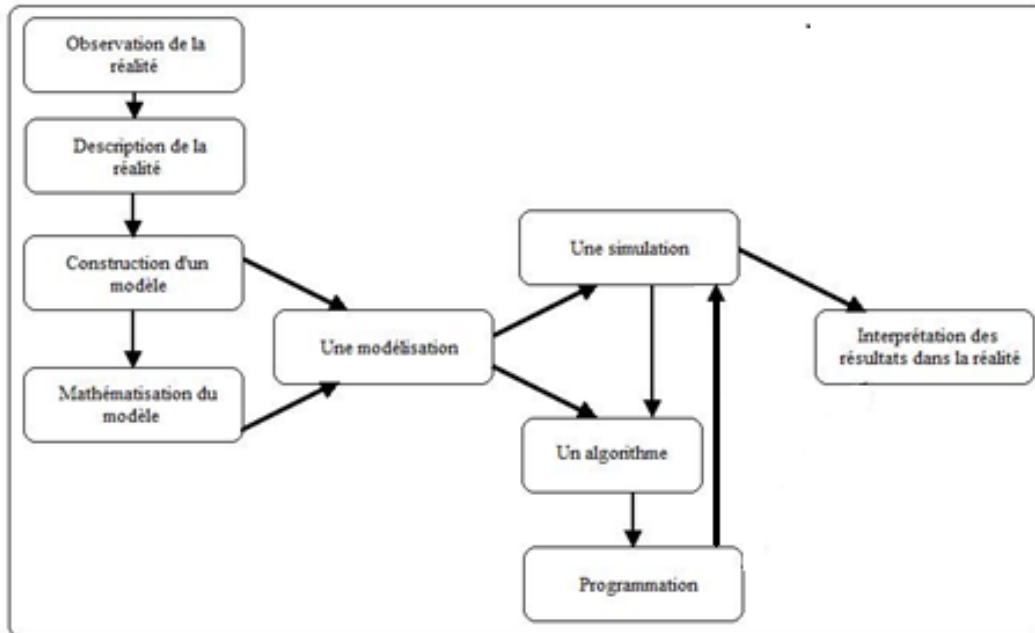 Observation de la
réalité
Description de la
réalité
Construction d'un
modèle
Mathématisation du
modèle
Une modélisation
Une simulation
Un algorithme
Programmation
Interprétation des
résultats dans la réalité